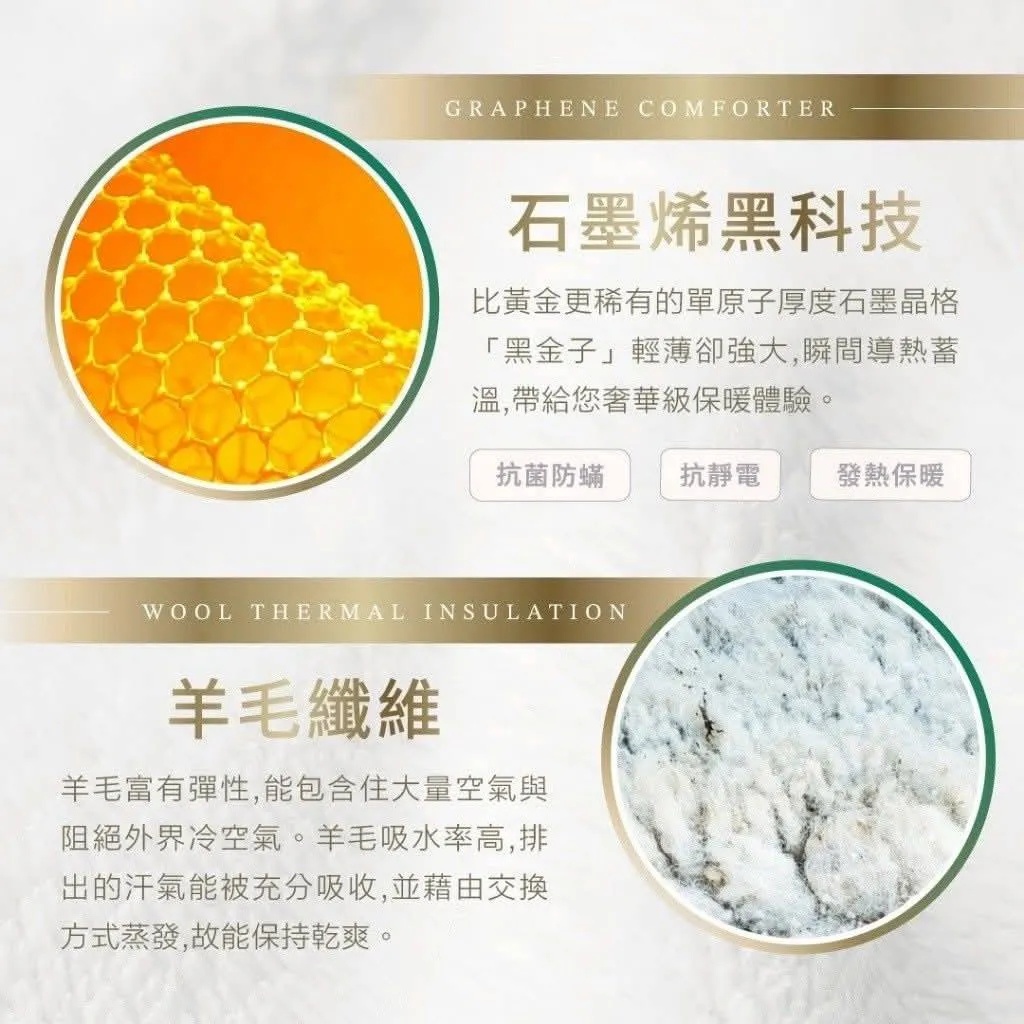 GRAPHENE COMFORTER
石墨烯黑科技
比黃金更稀有的單原子厚度石墨晶格
「黑金子」輕薄卻強大,瞬間導熱蓄
溫,帶給您奢華級保暖體驗。
抗菌防蟎
抗靜電
發熱保暖
WOOL THERMAL INSULATION
羊毛纖維
羊毛富有彈性,能包含住大量空氣與
阻絕外界冷空氣。羊毛吸水率高,排
出的汗氣能被充分吸收,並藉由交換
方式蒸發,故能保持乾爽。